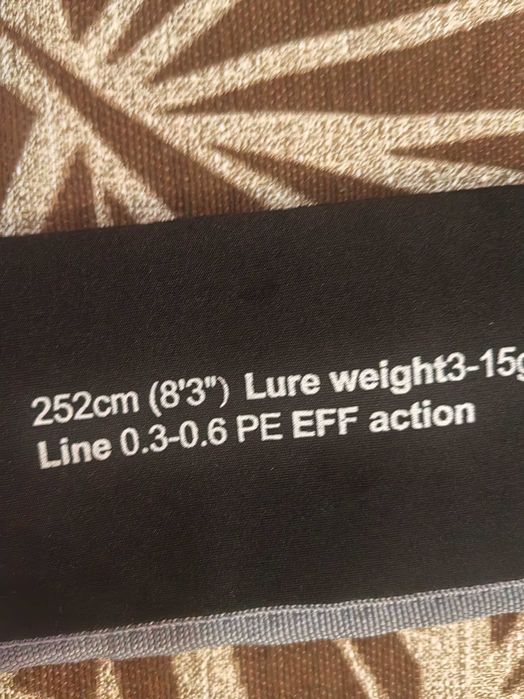 252cm (8'3") Lure weight3-15g
Line 0.3-0.6 PE EFF action